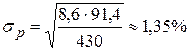 σ_p = √(8,6 · 91,4 / 430) ≈ 1,35%